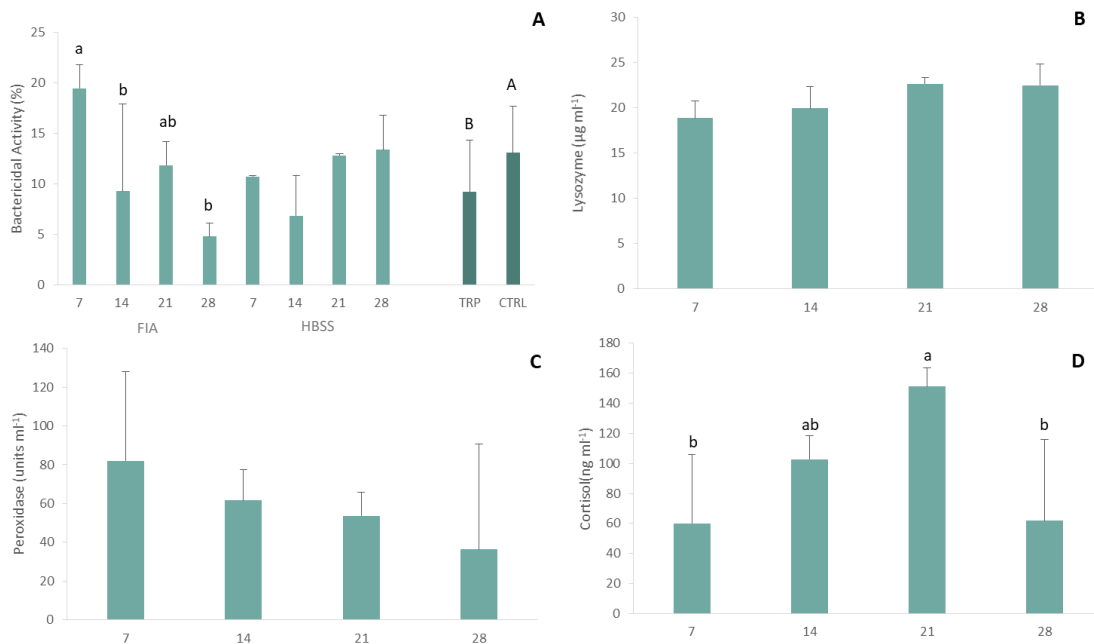 A
Bactericidal Activity (%)
25
20
15
10
5
0
a
b
ab
b
B
A
7 14 21 28 7 14 21 28 TRP CTRL
FIA HBSS
B
Lysozyme (µg ml-1)
30
25
20
15
10
5
0
7 14 21 28
C
Peroxidase (units ml-1)
140
120
100
80
60
40
20
0
7 14 21 28
D
Cortisol(ng ml-1)
180
160
140
120
100
80
60
40
20
0
b
ab
a
b
7 14 21 28